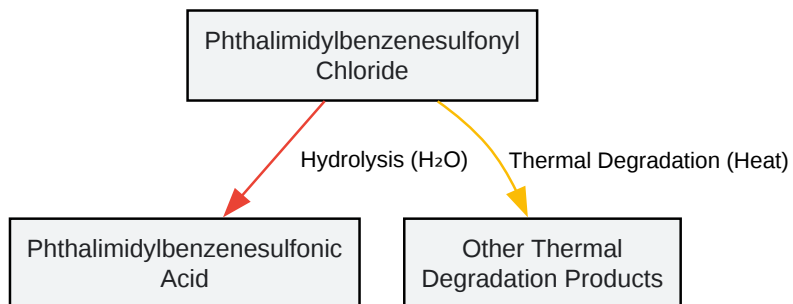 Phthalimidylbenzenesulfonyl
Chloride
Hydrolysis (H₂O)
Thermal Degradation (Heat)
Phthalimidylbenzenesulfonic
Acid
Other Thermal
Degradation Products